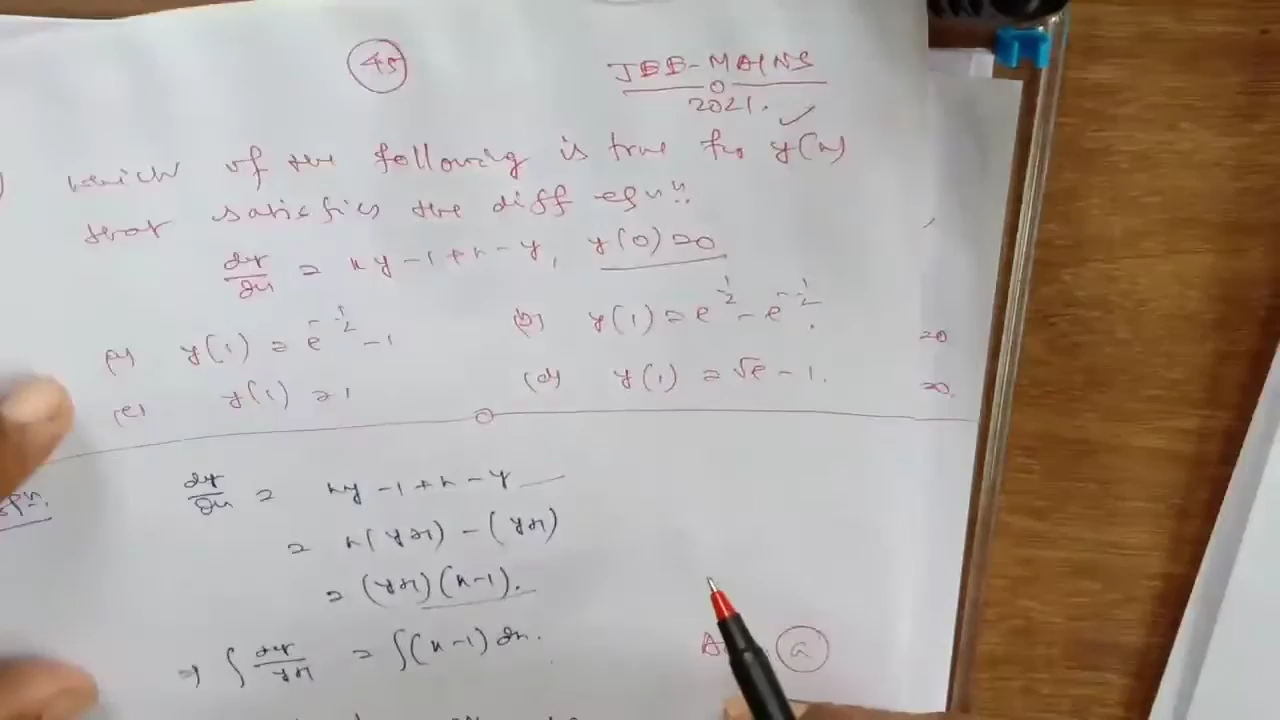 45
JEE-MAINS
2021.
which of the following is true for y(x)
that satisfies the diff eqn.
dy/dx = xy-1+x-y, y(0)=0
(a) y(1) = e^{-1/2} -1
(b) y(1) = e^{1/2} - e^{-1/2}.
(c) y(1) = 1
(d) y(1) = √e - 1.
20
20.
dy/dx = xy-1+x-y
= x(y+1) - (y+1)
= (y+1)(x-1).
⇒ ∫ dy/y+1 = ∫(x-1) dx.
a